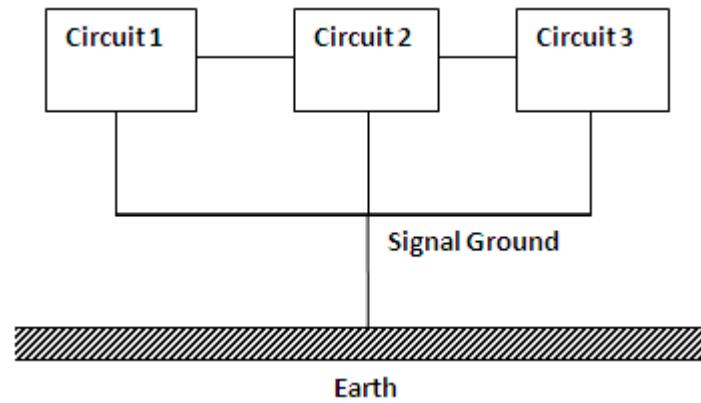 Circuit 1
Circuit 2
Circuit 3
Signal Ground
Earth